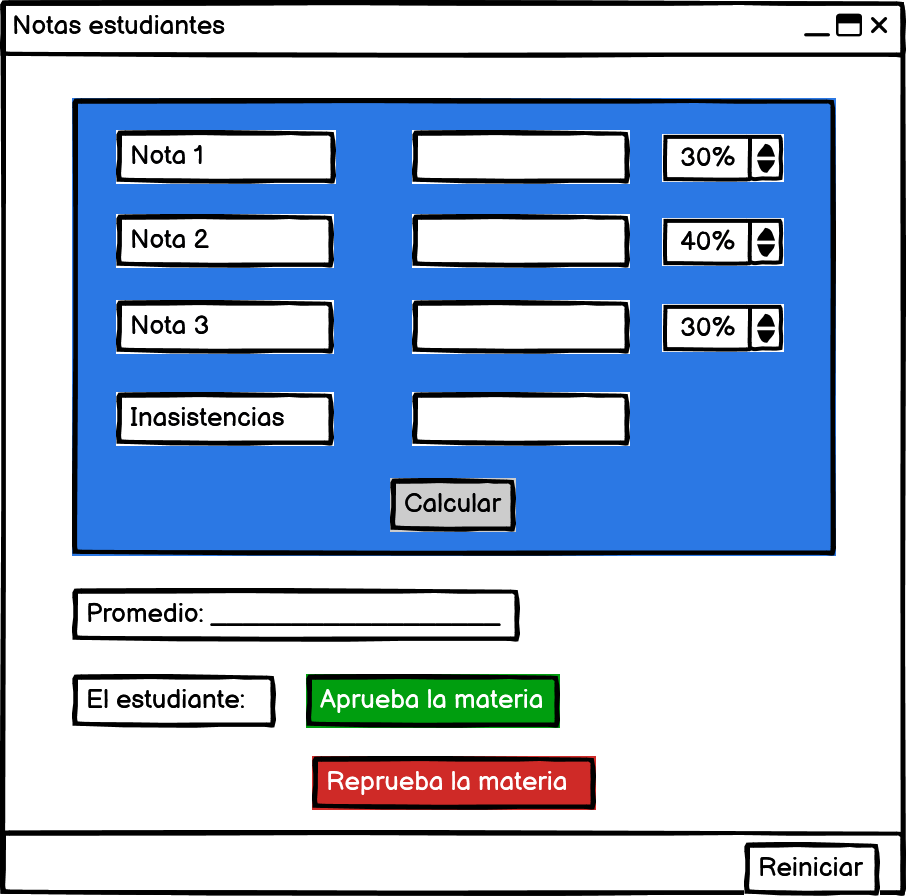 Notas estudiantes
Nota 1 30%
Nota 2 40%
Nota 3 30%
Inasistencias
Calcular
Promedio: ____________________
El estudiante: Aprueba la materia
Reprueba la materia
Reiniciar